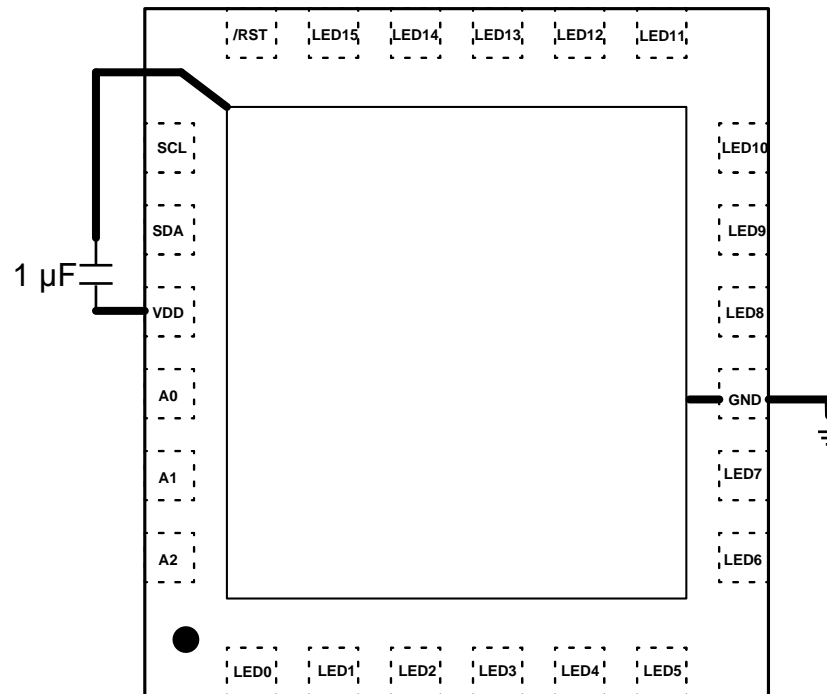 /RST LED15 LED14 LED13 LED12 LED11
SCL
LED10
SDA
LED9
1 µF
VDD
LED8
A0
GND
A1
LED7
A2
LED6
LED0 LED1 LED2 LED3 LED4 LED5